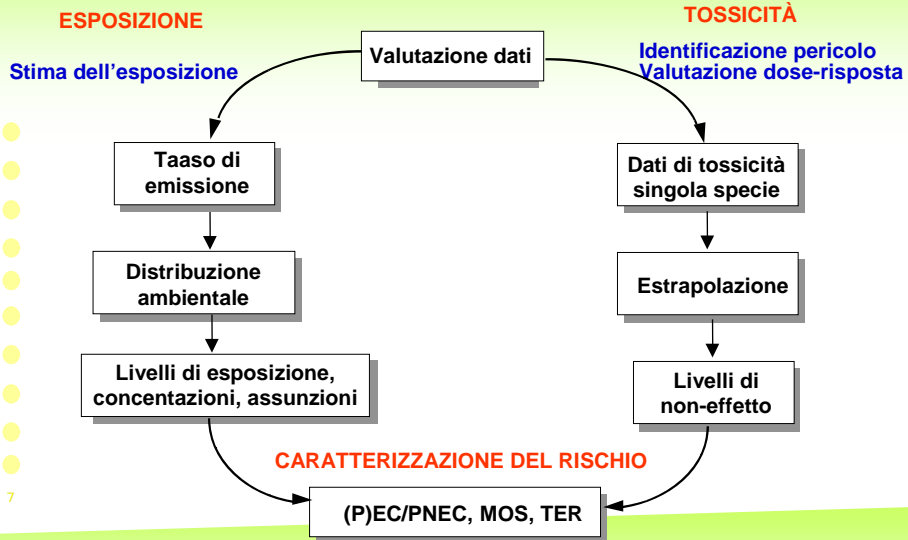 ESPOSIZIONE
TOSSICITÀ
Valutazione dati
Stima dell'esposizione
Identificazione pericolo
Valutazione dose-risposta
Taaso di
emissione
Dati di tossicità
singola specie
Distribuzione
ambientale
Estrapolazione
Livelli di esposizione,
concentazioni, assunzioni
Livelli di
non-effetto
CARATTERIZZAZIONE DEL RISCHIO
7
(P)EC/PNEC, MOS, TER